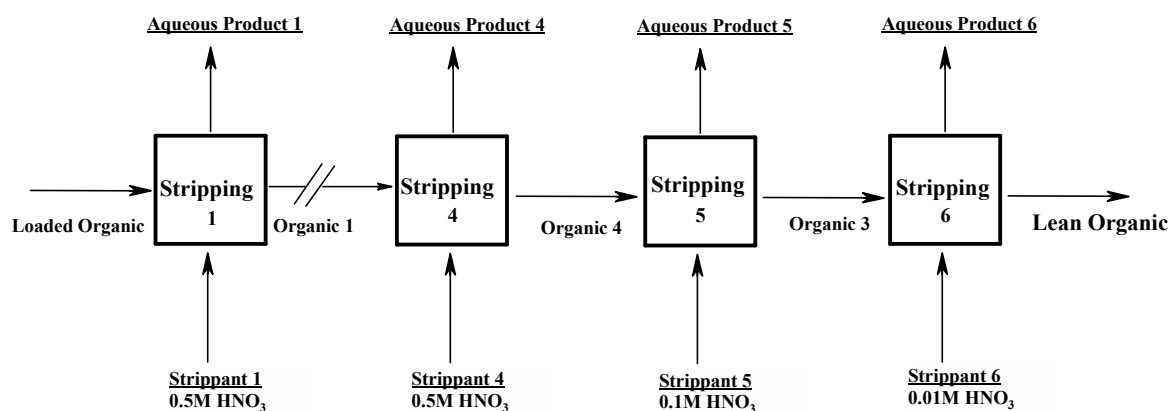 Aqueous Product 1
Aqueous Product 4
Aqueous Product 5
Aqueous Product 6
Stripping
1
Stripping
4
Stripping
5
Stripping
6
Loaded Organic
Organic 1
Organic 4
Organic 3
Lean Organic
Strippant 1
0.5M HNO₃
Strippant 4
0.5M HNO₃
Strippant 5
0.1M HNO₃
Strippant 6
0.01M HNO₃